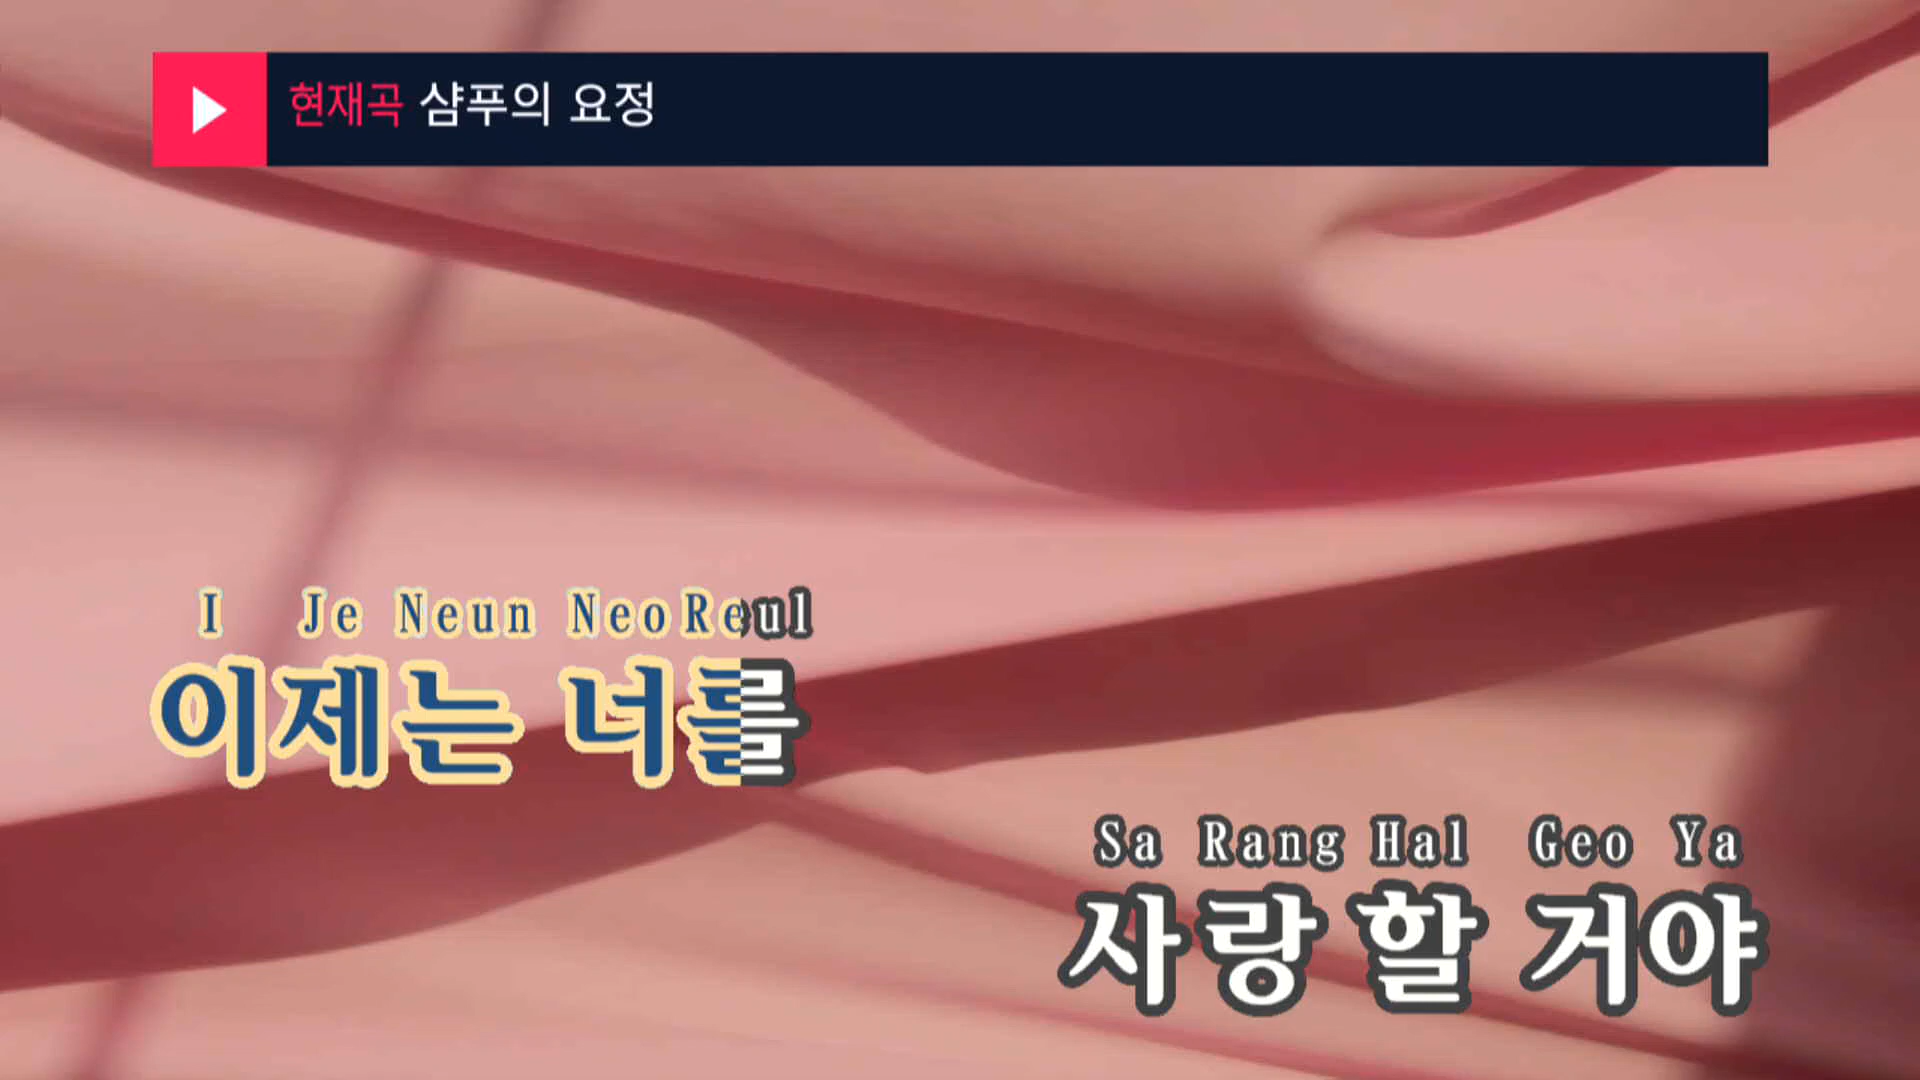 현재곡 샴푸의 요정
I Je Neun Neo Reul
이제는 너를
Sa Rang Hal Geo Ya
사랑할 거야